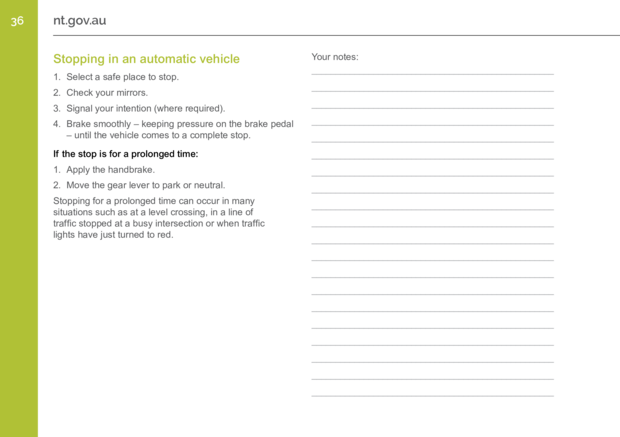 36
nt.gov.au
Stopping in an automatic vehicle
1. Select a safe place to stop.
2. Check your mirrors.
3. Signal your intention (where required).
4. Brake smoothly – keeping pressure on the brake pedal
– until the vehicle comes to a complete stop.
If the stop is for a prolonged time:
1. Apply the handbrake.
2. Move the gear lever to park or neutral.
Stopping for a prolonged time can occur in many
situations such as at a level crossing, in a line of
traffic stopped at a busy intersection or when traffic
lights have just turned to red.
Your notes: